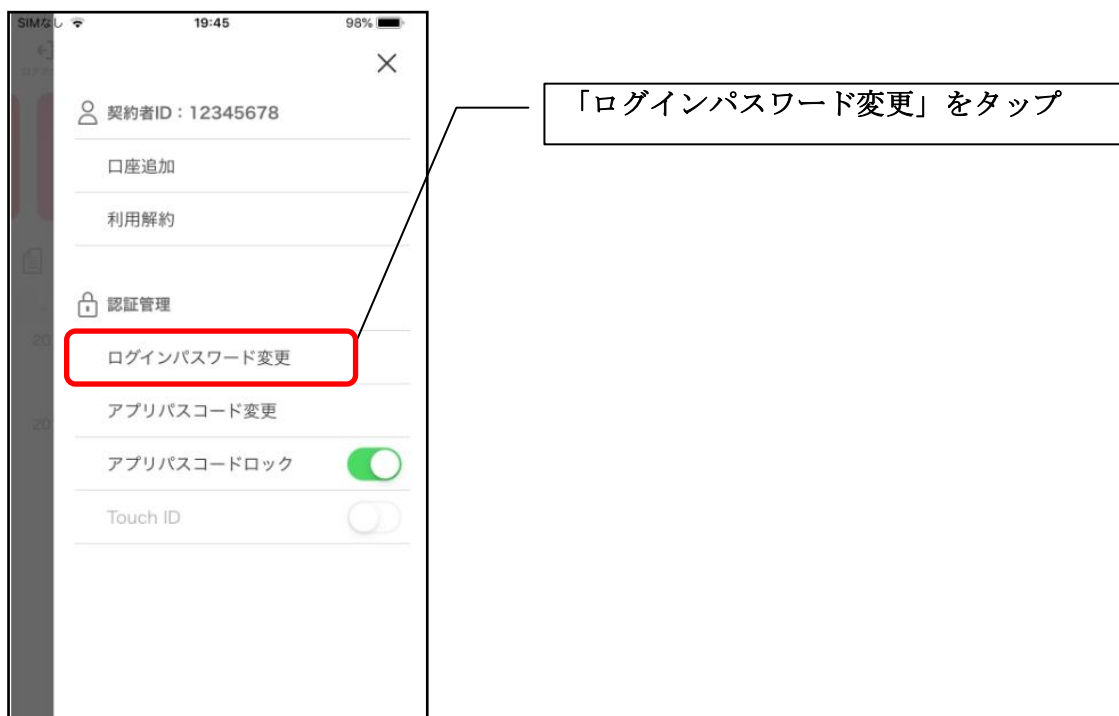 SIMなし 19:45 98%
契約者ID：12345678
口座追加
利用解約
認証管理
ログインパスワード変更
アプリパスコード変更
アプリパスコードロック
Touch ID
「ログインパスワード変更」をタップ
20
20